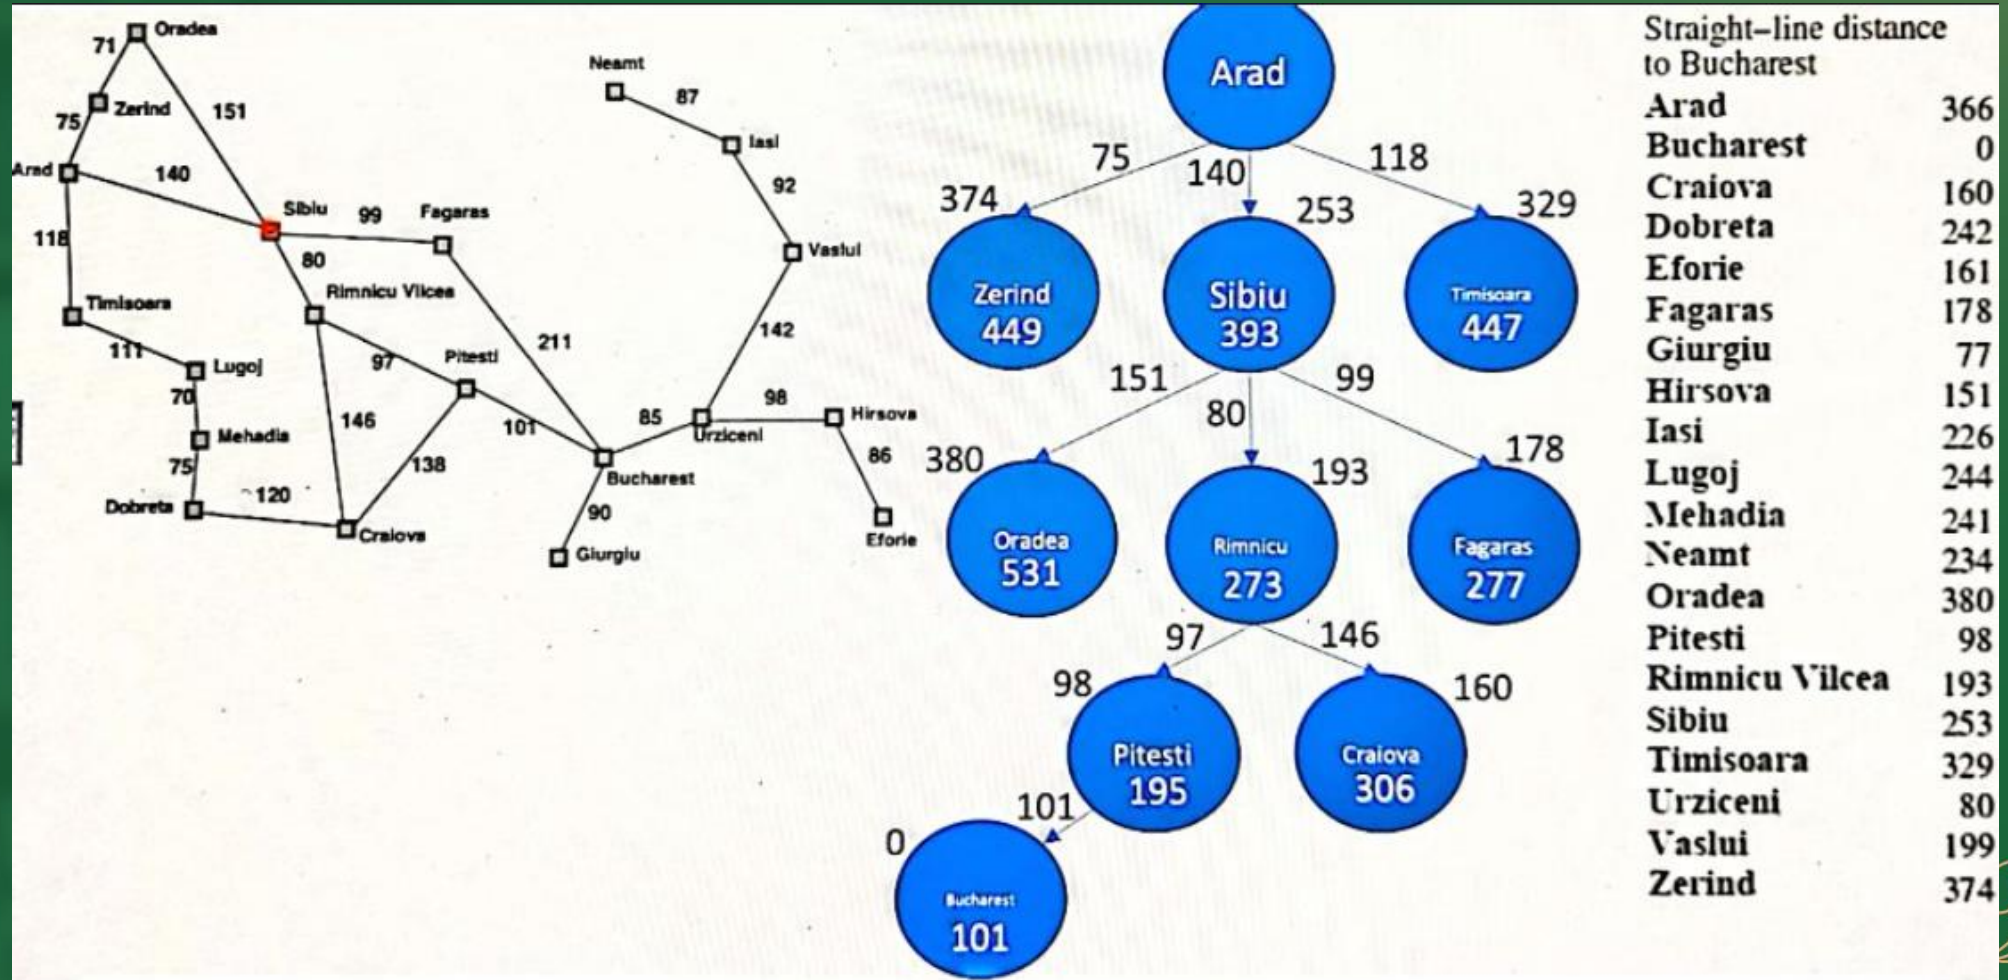 Oradea
71
Zerind
151
75
Arad
140
Sibiu
99
Fagaras
118
80
Rimnicu Vilcea
Timisoara
111
Lugoj
97
Pitesti
211
70
Mehadia
146
101
75
138
Dobreta
120
Craiova
Neamt
87
Iasi
92
Vaslui
142
98
Hirsova
85
Urziceni
86
Bucharest
90
Eforie
Giurgiu
Arad
75
140
118
374
253
329
Zerind
449
Sibiu
393
Timisoara
447
151
80
99
380
193
178
Oradea
531
Rimnicu
273
Fagaras
277
97
146
98
160
Pitesti
195
Craiova
306
101
0
Bucharest
101
Straight-line distance
to Bucharest
Arad 366
Bucharest 0
Craiova 160
Dobreta 242
Eforie 161
Fagaras 178
Giurgiu 77
Hirsova 151
Iasi 226
Lugoj 244
Mehadia 241
Neamt 234
Oradea 380
Pitesti 98
Rimnicu Vilcea 193
Sibiu 253
Timisoara 329
Urziceni 80
Vaslui 199
Zerind 374